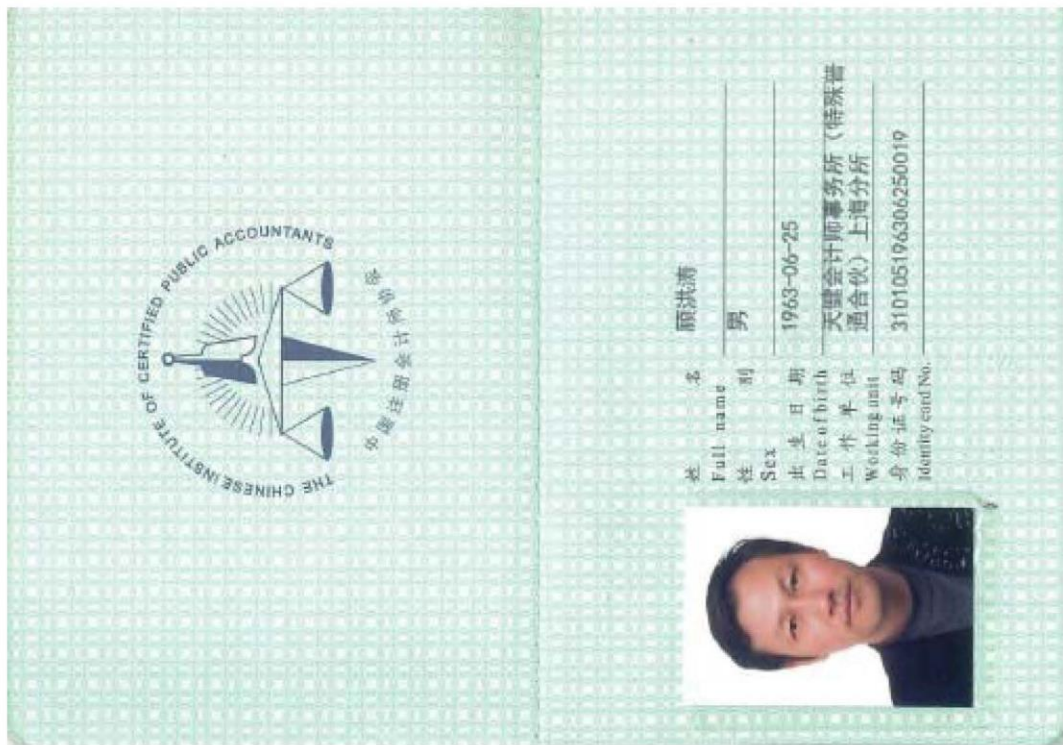 THE CHINESE INSTITUTE OF CERTIFIED PUBLIC ACCOUNTANTS
中国注册会计师协会
姓 名 顾洪涛
Full name
性 别 男
Sex
出 生 日 期 1963-06-25
Date of birth
工 作 单 位 天健会计师事务所（特殊普
Working unit 通合伙）上海分所
身份证号码 310105196306250019
Identity card No.